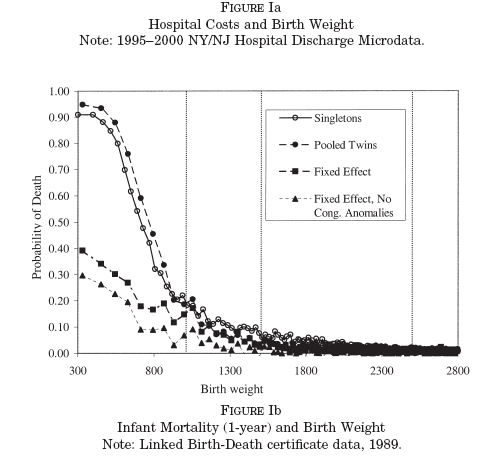 FIGURE Ia
Hospital Costs and Birth Weight
Note: 1995–2000 NY/NJ Hospital Discharge Microdata.
1.00
0.90
0.80
0.70
0.60
0.50
0.40
0.30
0.20
0.10
0.00
Probability of Death
Singletons
Pooled Twins
Fixed Effect
Fixed Effect, No
Cong. Anomalies
300 800 1300 1800 2300 2800
Birth weight
FIGURE Ib
Infant Mortality (1-year) and Birth Weight
Note: Linked Birth-Death certificate data, 1989.